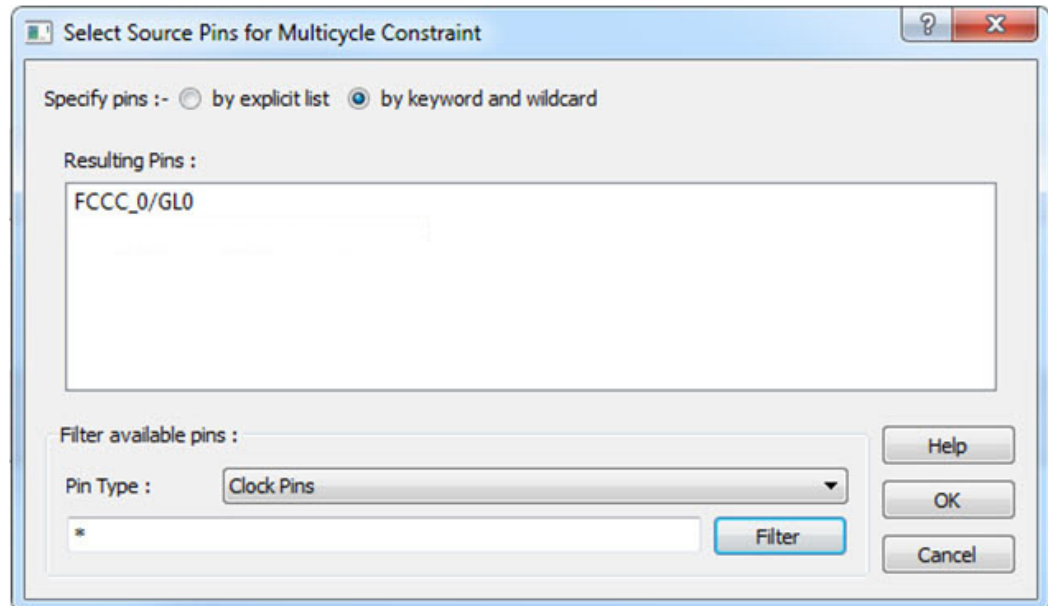 Select Source Pins for Multicycle Constraint
Specify pins :- by explicit list by keyword and wildcard
Resulting Pins :
FCCC_0/GL0
Filter available pins :
Pin Type : Clock Pins
*
Filter
Help
OK
Cancel